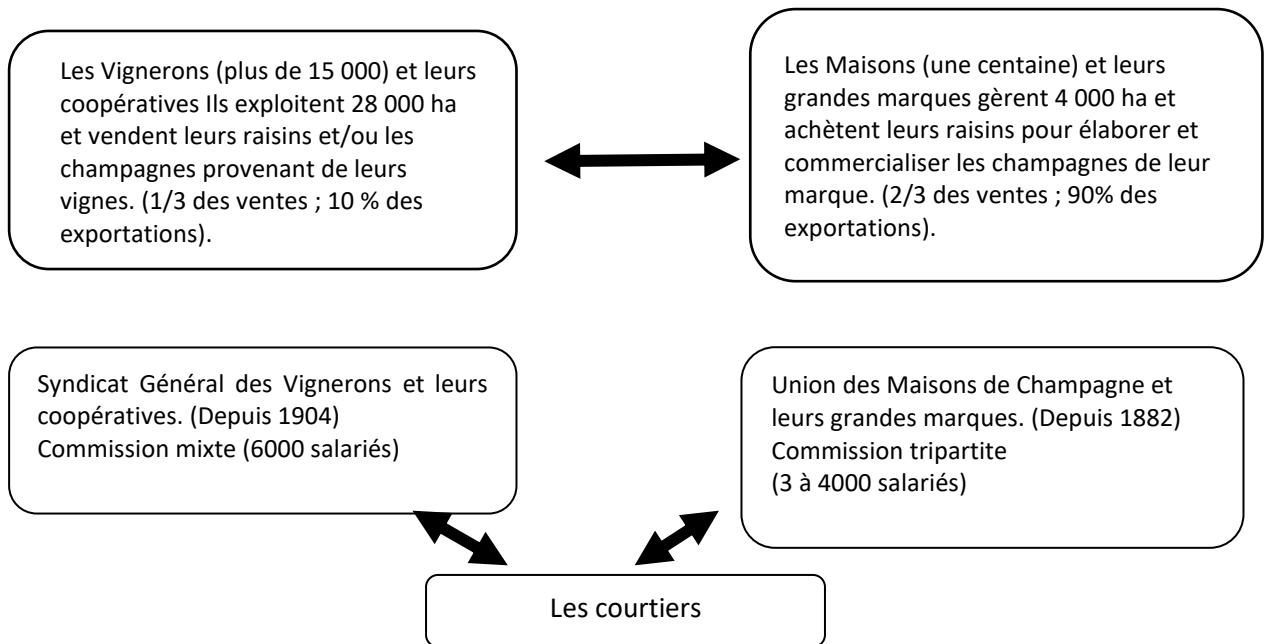 Les Vignerons (plus de 15 000) et leurs
coopératives Ils exploitent 28 000 ha
et vendent leurs raisins et/ou les
champagnes provenant de leurs
vignes. (1/3 des ventes ; 10 % des
exportations).
Les Maisons (une centaine) et leurs
grandes marques gèrent 4 000 ha et
achètent leurs raisins pour élaborer et
commercialiser les champagnes de leur
marque. (2/3 des ventes ; 90% des
exportations).
Syndicat Général des Vignerons et leurs
coopératives. (Depuis 1904)
Commission mixte (6000 salariés)
Union des Maisons de Champagne et
leurs grandes marques. (Depuis 1882)
Commission tripartite
(3 à 4000 salariés)
Les courtiers